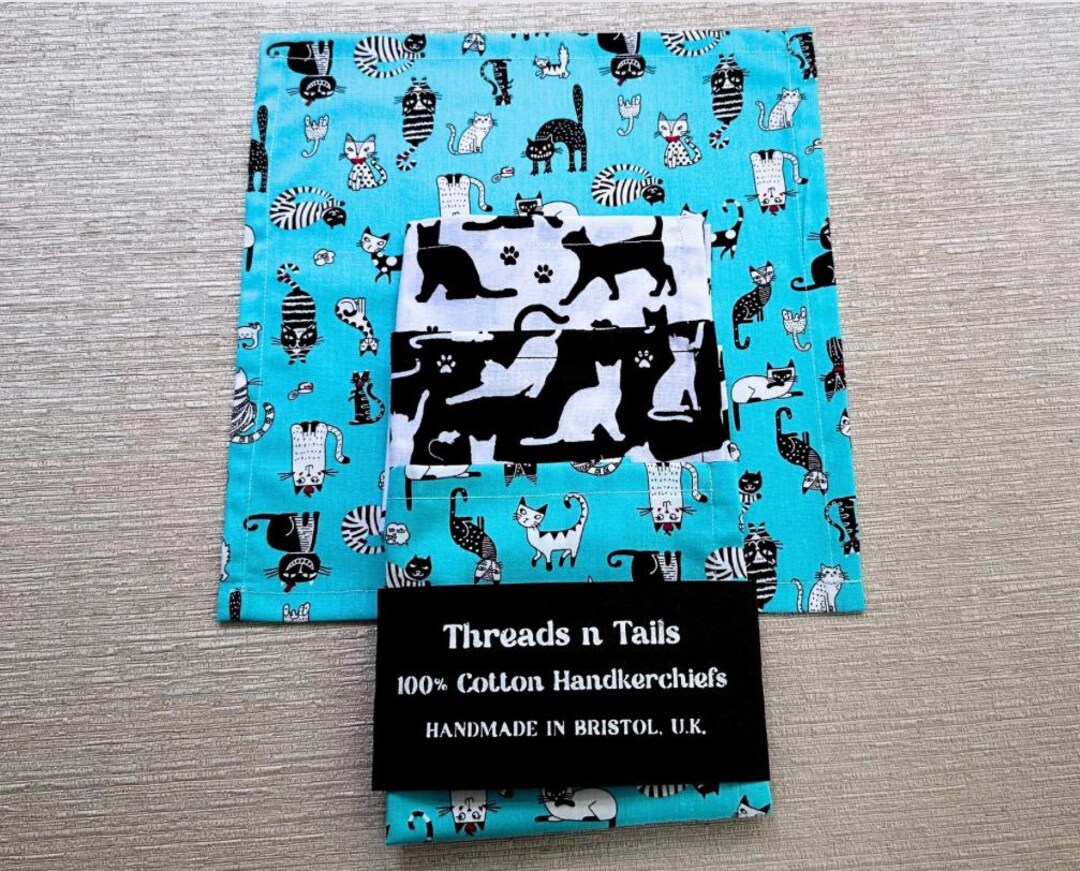 Threads n Tails
100% Cotton Handkerchiefs
HANDMADE IN BRISTOL, U.K.